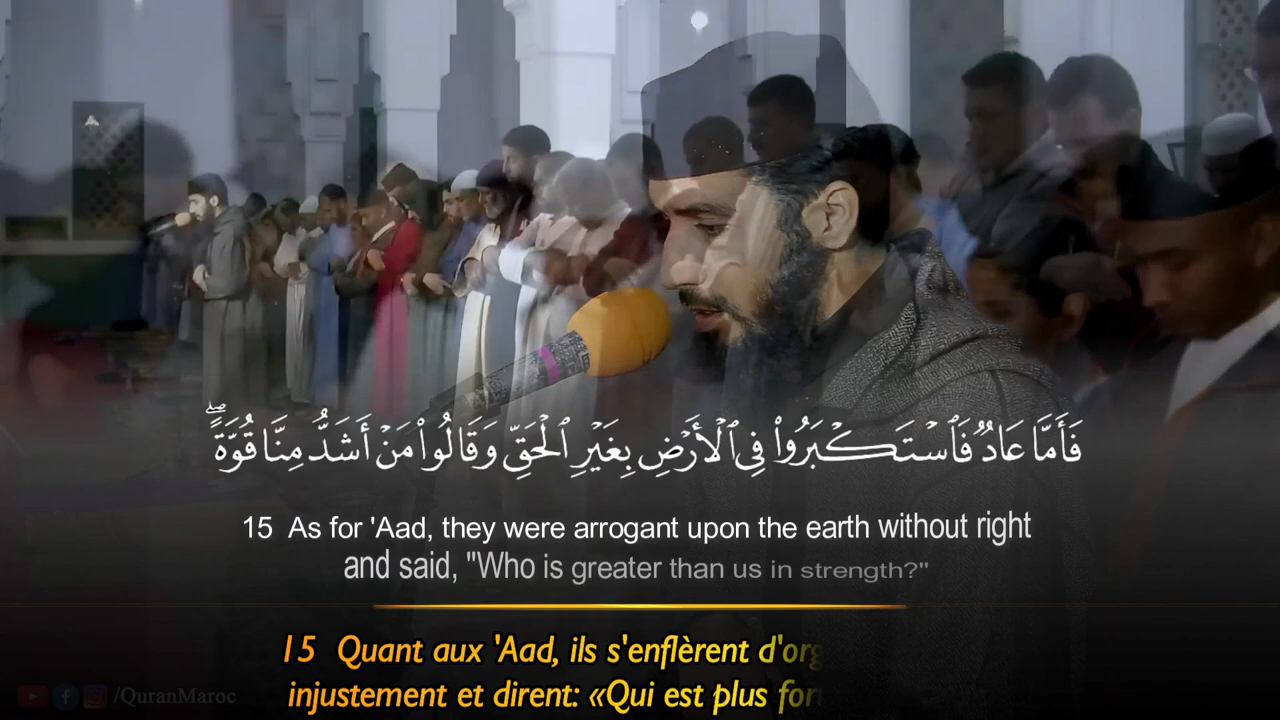 فَأَمَّا عَادٌ فَٱسْتَكْبَرُوا۟ فِى ٱلْأَرْضِ بِغَيْرِ ٱلْحَقِّ وَقَالُوا۟ مَنْ أَشَدُّ مِنَّا قُوَّةً ۖ
15 As for 'Aad, they were arrogant upon the earth without right
and said, "Who is greater than us in strength?"
15 Quant aux 'Aad, ils s'enflèrent d'org
injustement et dirent: «Qui est plus for
/QuranMaroc